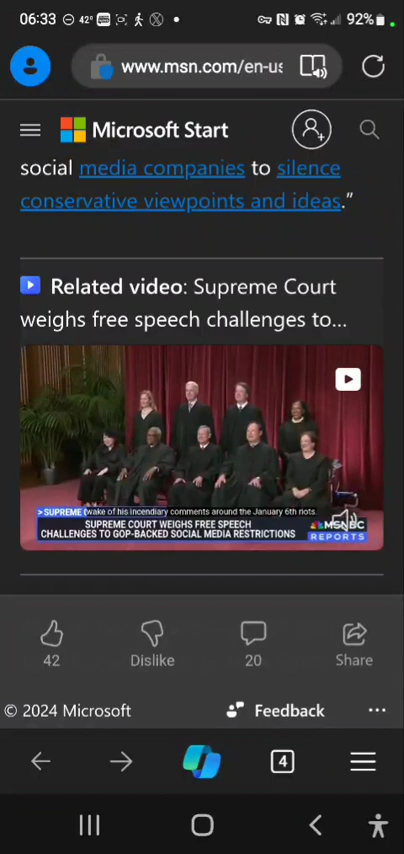 06:33 42° 92%
www.msn.com/en-us
Microsoft Start
social media companies to silence
conservative viewpoints and ideas.”
Related video: Supreme Court
weighs free speech challenges to...
>SUPREME wake of his incendiary comments around the January 6th riots.
SUPREME COURT WEIGHS FREE SPEECH
CHALLENGES TO GOP-BACKED SOCIAL MEDIA RESTRICTIONS
MSNBC
REPORTS
42 Dislike 20 Share
© 2024 Microsoft Feedback
4